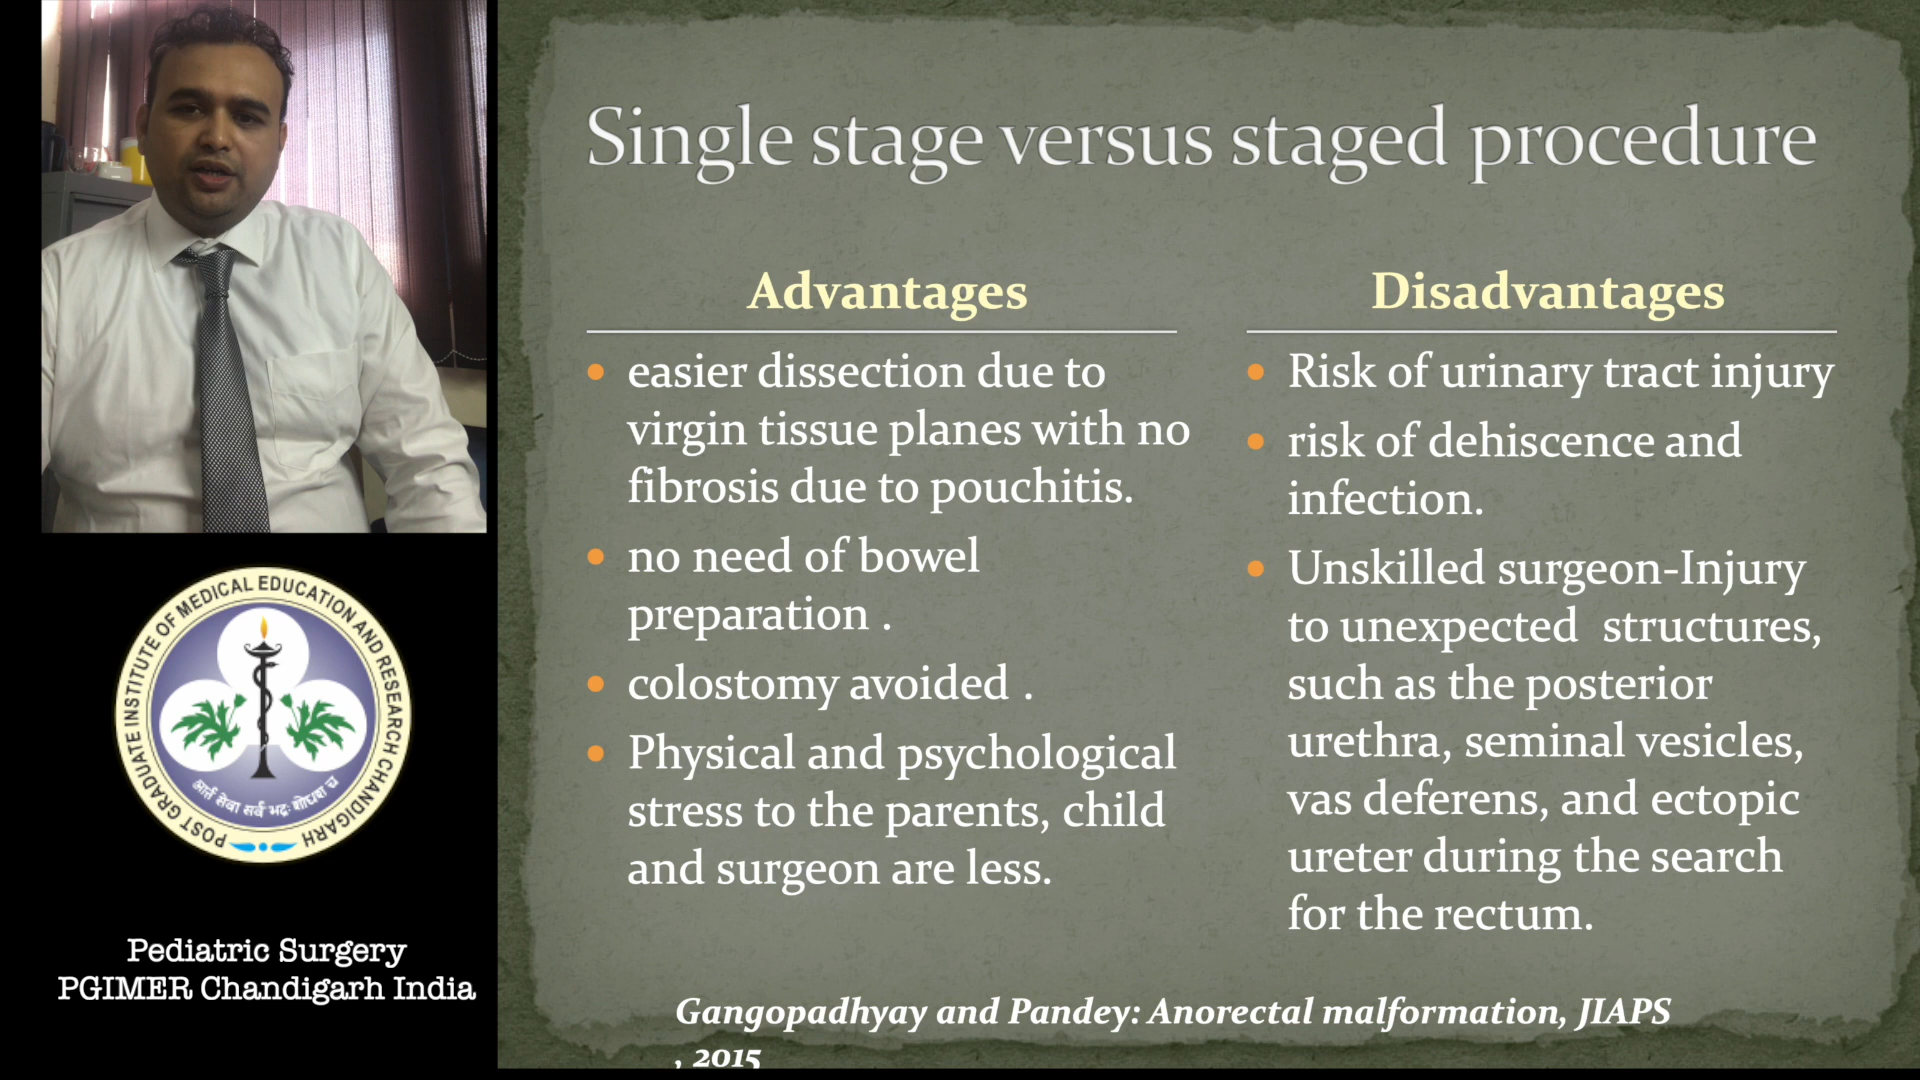 Single stage versus staged procedure
Advantages
easier dissection due to
virgin tissue planes with no
fibrosis due to pouchitis.
no need of bowel
preparation .
colostomy avoided .
Physical and psychological
stress to the parents, child
and surgeon are less.
Disadvantages
Risk of urinary tract injury
risk of dehiscence and
infection.
Unskilled surgeon-Injury
to unexpected  structures,
such as the posterior
urethra, seminal vesicles,
vas deferens, and ectopic
ureter during the search
for the rectum.
Gangopadhyay and Pandey: Anorectal malformation, JIAPS
, 2015
POST GRADUATE INSTITUTE OF MEDICAL EDUCATION AND RESEARCH CHANDIGARH
आर्त सेवा सर्व भद्रः शोधश्च च
Pediatric Surgery
PGIMER Chandigarh India